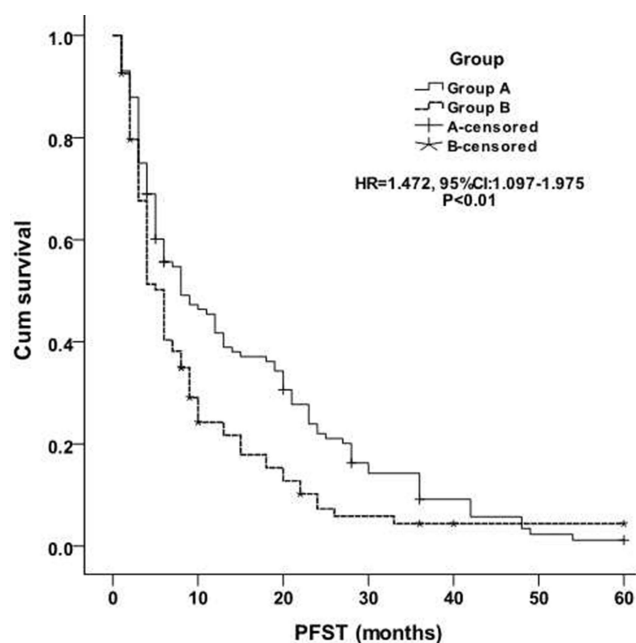 Group
Group A
Group B
A-censored
B-censored
HR=1.472, 95%CI:1.097-1.975
P<0.01
Cum survival
1.0
0.8
0.6
0.4
0.2
0.0
0 10 20 30 40 50 60
PFST (months)